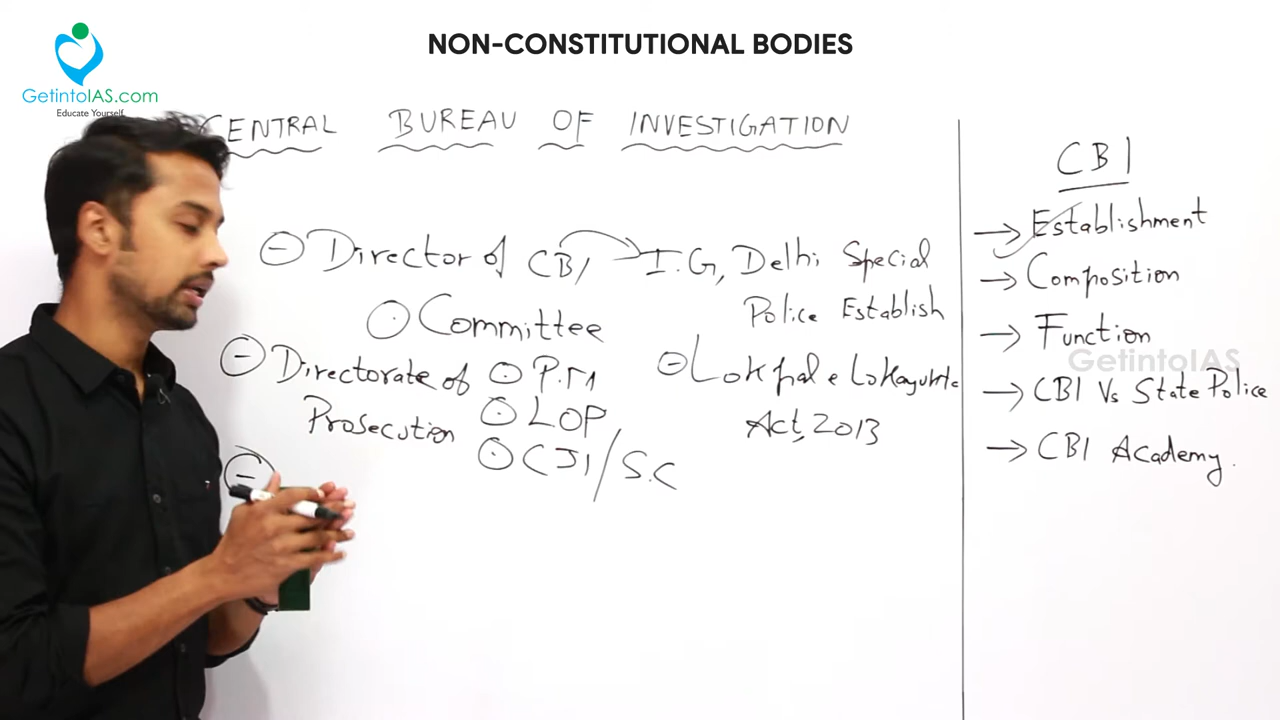 NON-CONSTITUTIONAL BODIES
GetintoIAS.com
Educate Yourself
CENTRAL BUREAU OF INVESTIGATION
Director of CBI I.G, Delhi Special
Police Establish
Committee
Directorate of
Prosecution
P.M
LOP
CJI/S.C
Lokpal & Lokayukta
Act, 2013
CBI
Establishment
Composition
Function
GetintoIAS
CBI Vs State Police
CBI Academy.